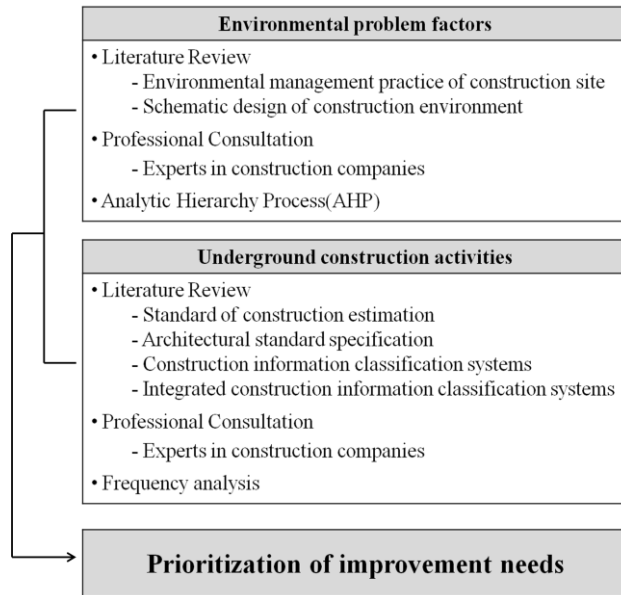 Environmental problem factors
• Literature Review
- Environmental management practice of construction site
- Schematic design of construction environment
• Professional Consultation
- Experts in construction companies
• Analytic Hierarchy Process(AHP)
Underground construction activities
• Literature Review
- Standard of construction estimation
- Architectural standard specification
- Construction information classification systems
- Integrated construction information classification systems
• Professional Consultation
- Experts in construction companies
• Frequency analysis
Prioritization of improvement needs